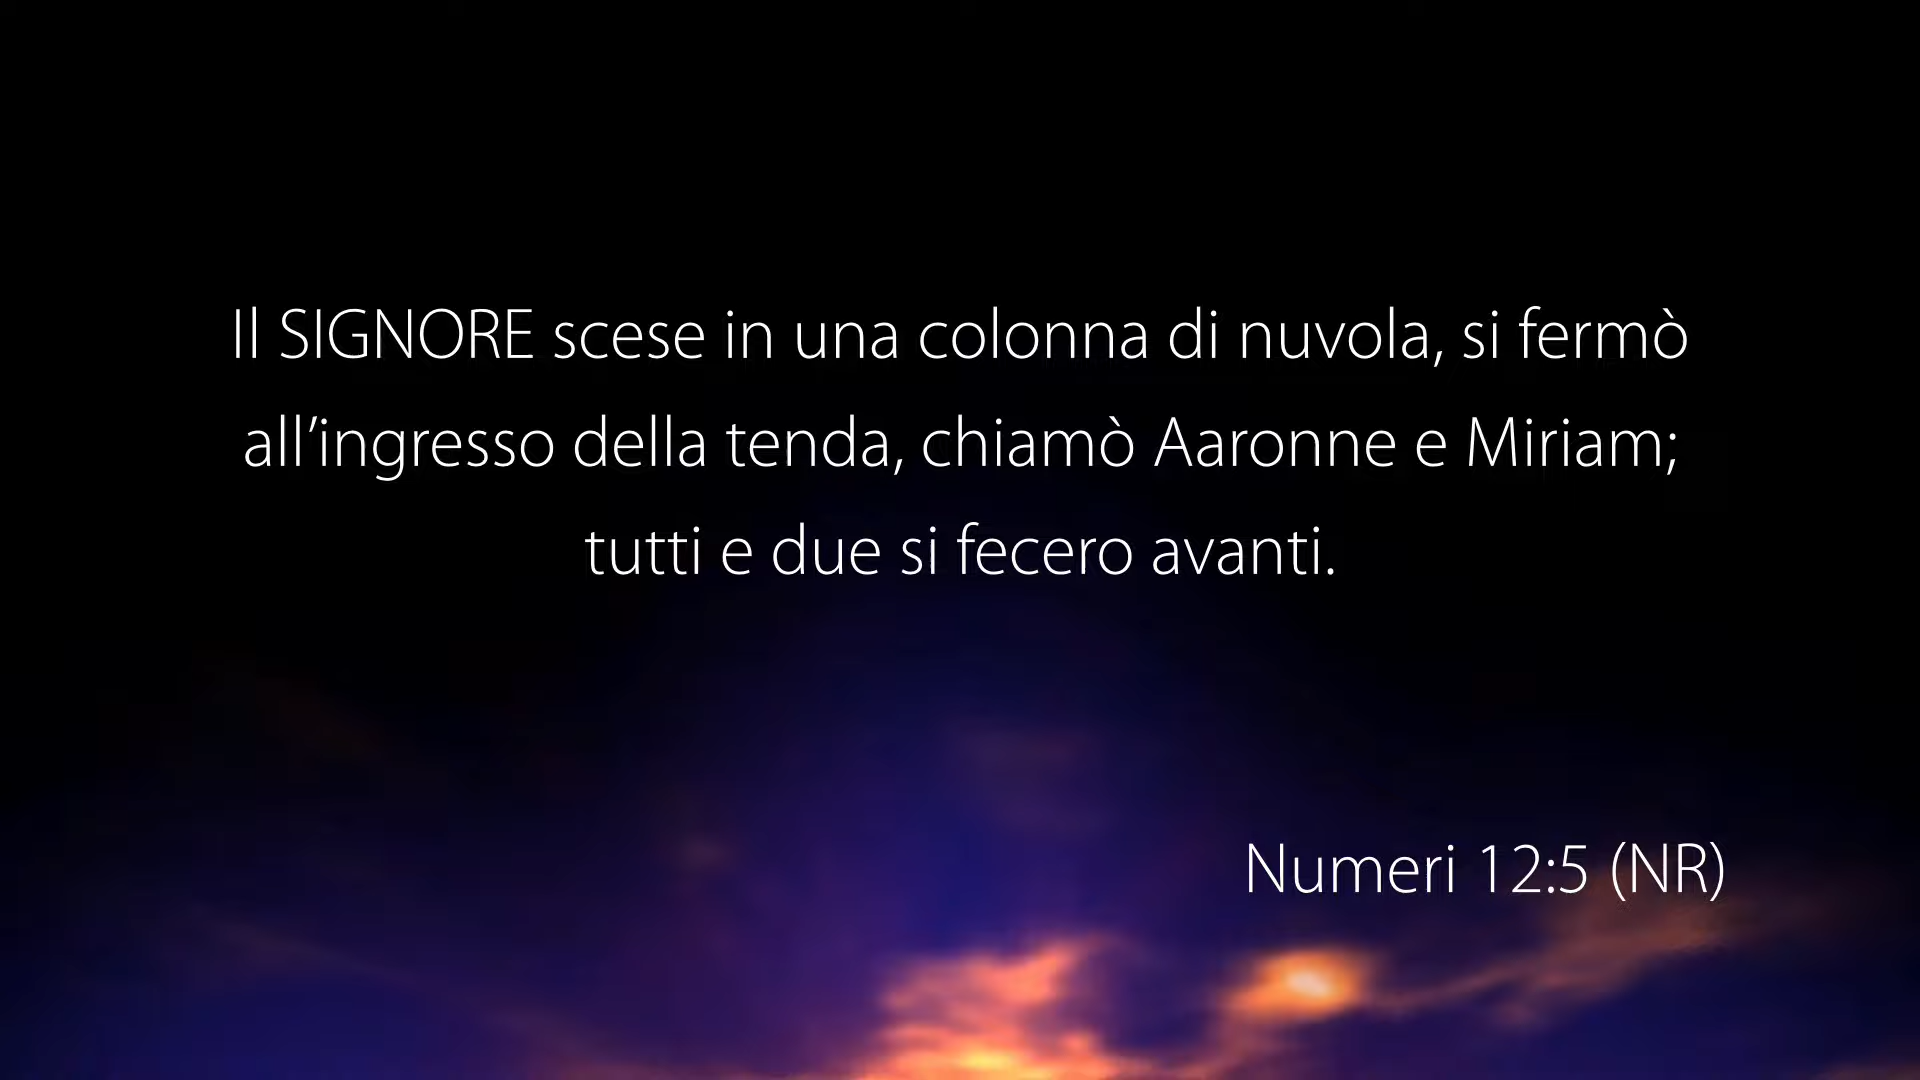 Il SIGNORE scese in una colonna di nuvola, si fermò
all’ingresso della tenda, chiamò Aaronne e Miriam;
tutti e due si fecero avanti.
Numeri 12:5 (NR)